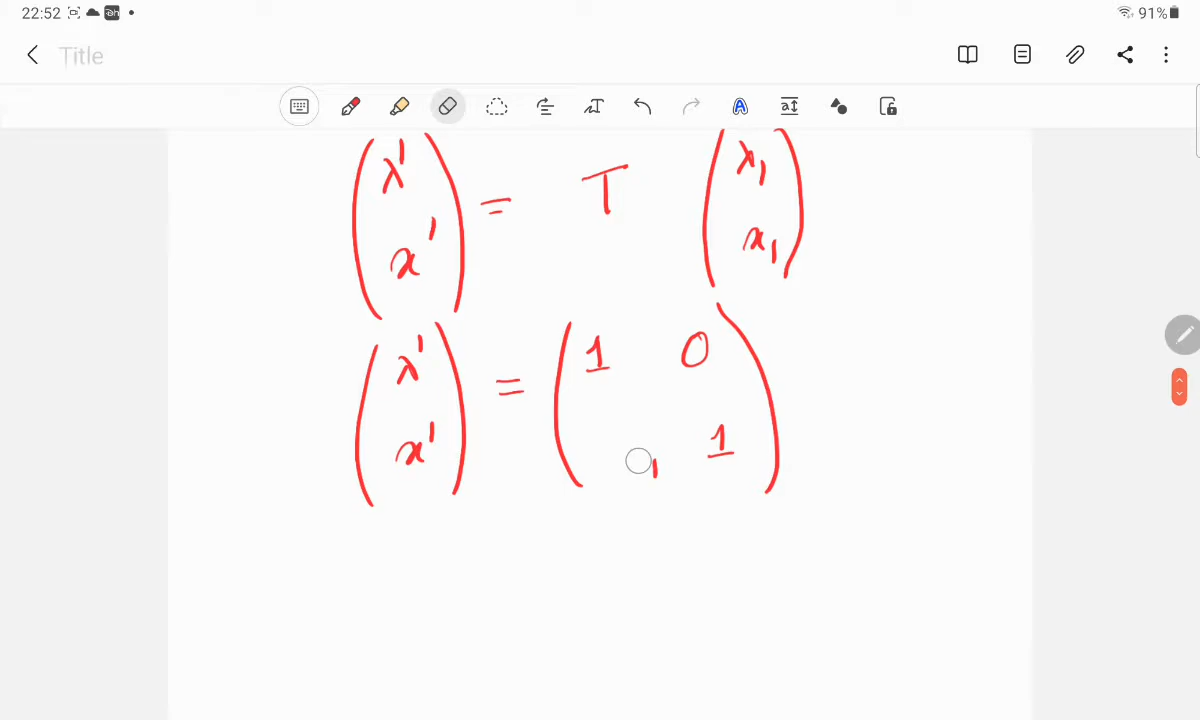 22:52 91%
Title
λ' = T λ1
x' x1
λ' = 1 0
x' 1